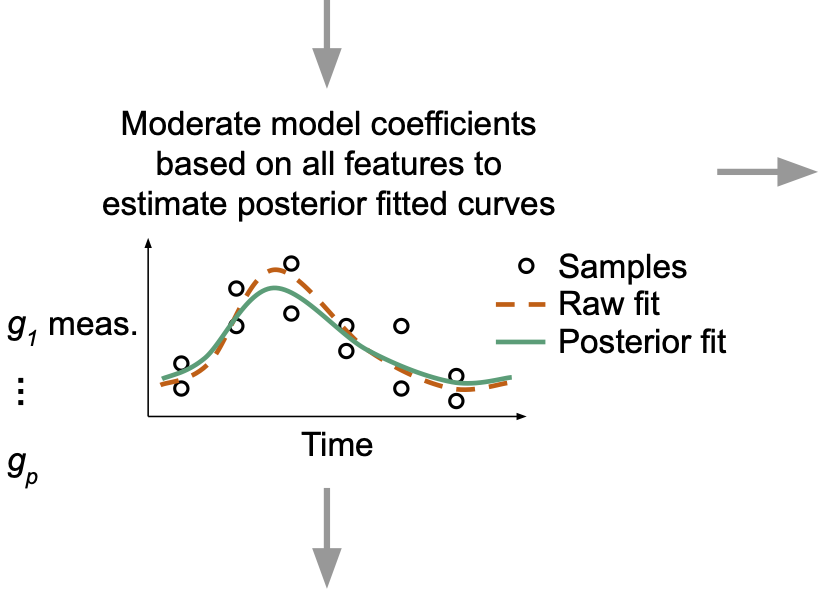 Moderate model coefficients
based on all features to
estimate posterior fitted curves
Samples
Raw fit
Posterior fit
g1 meas.
⋮
gp
Time